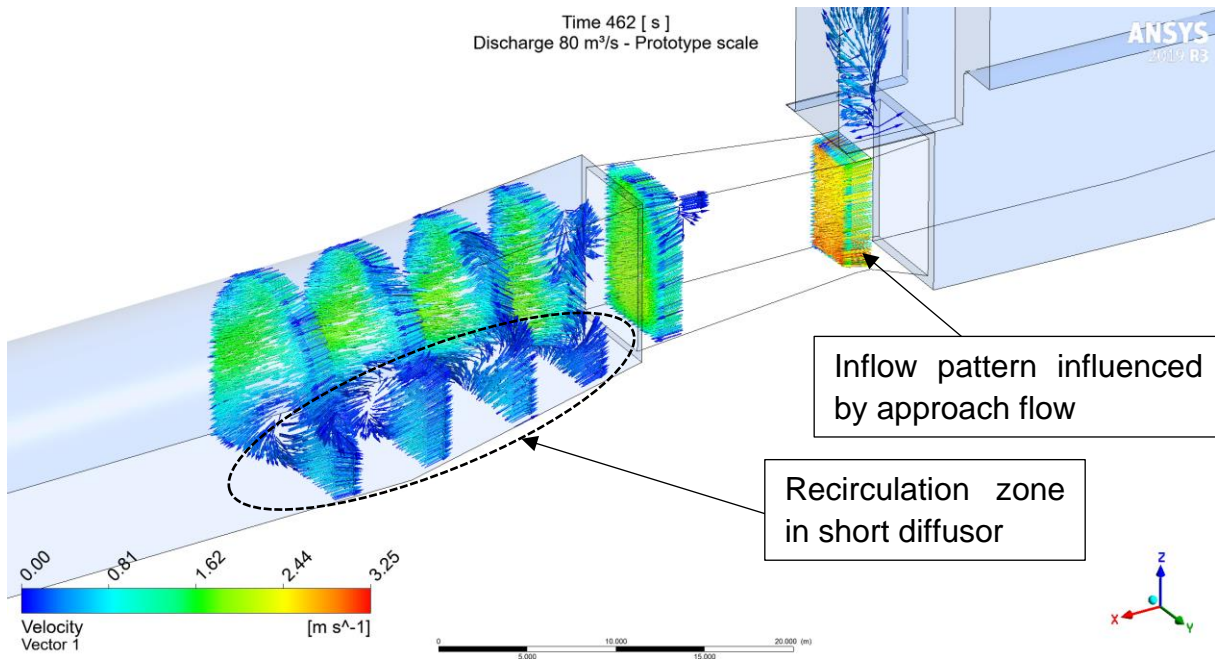 Time 462 [ s ]
Discharge 80 m³/s - Prototype scale
ANSYS
2019 R3
Inflow pattern influenced
by approach flow
Recirculation zone
in short diffusor
0.00
0.81
1.62
2.44
3.25
Velocity
[m s^-1]
Vector 1
0
10.000
20.000 (m)
5.000
15.000
Z
X
Y